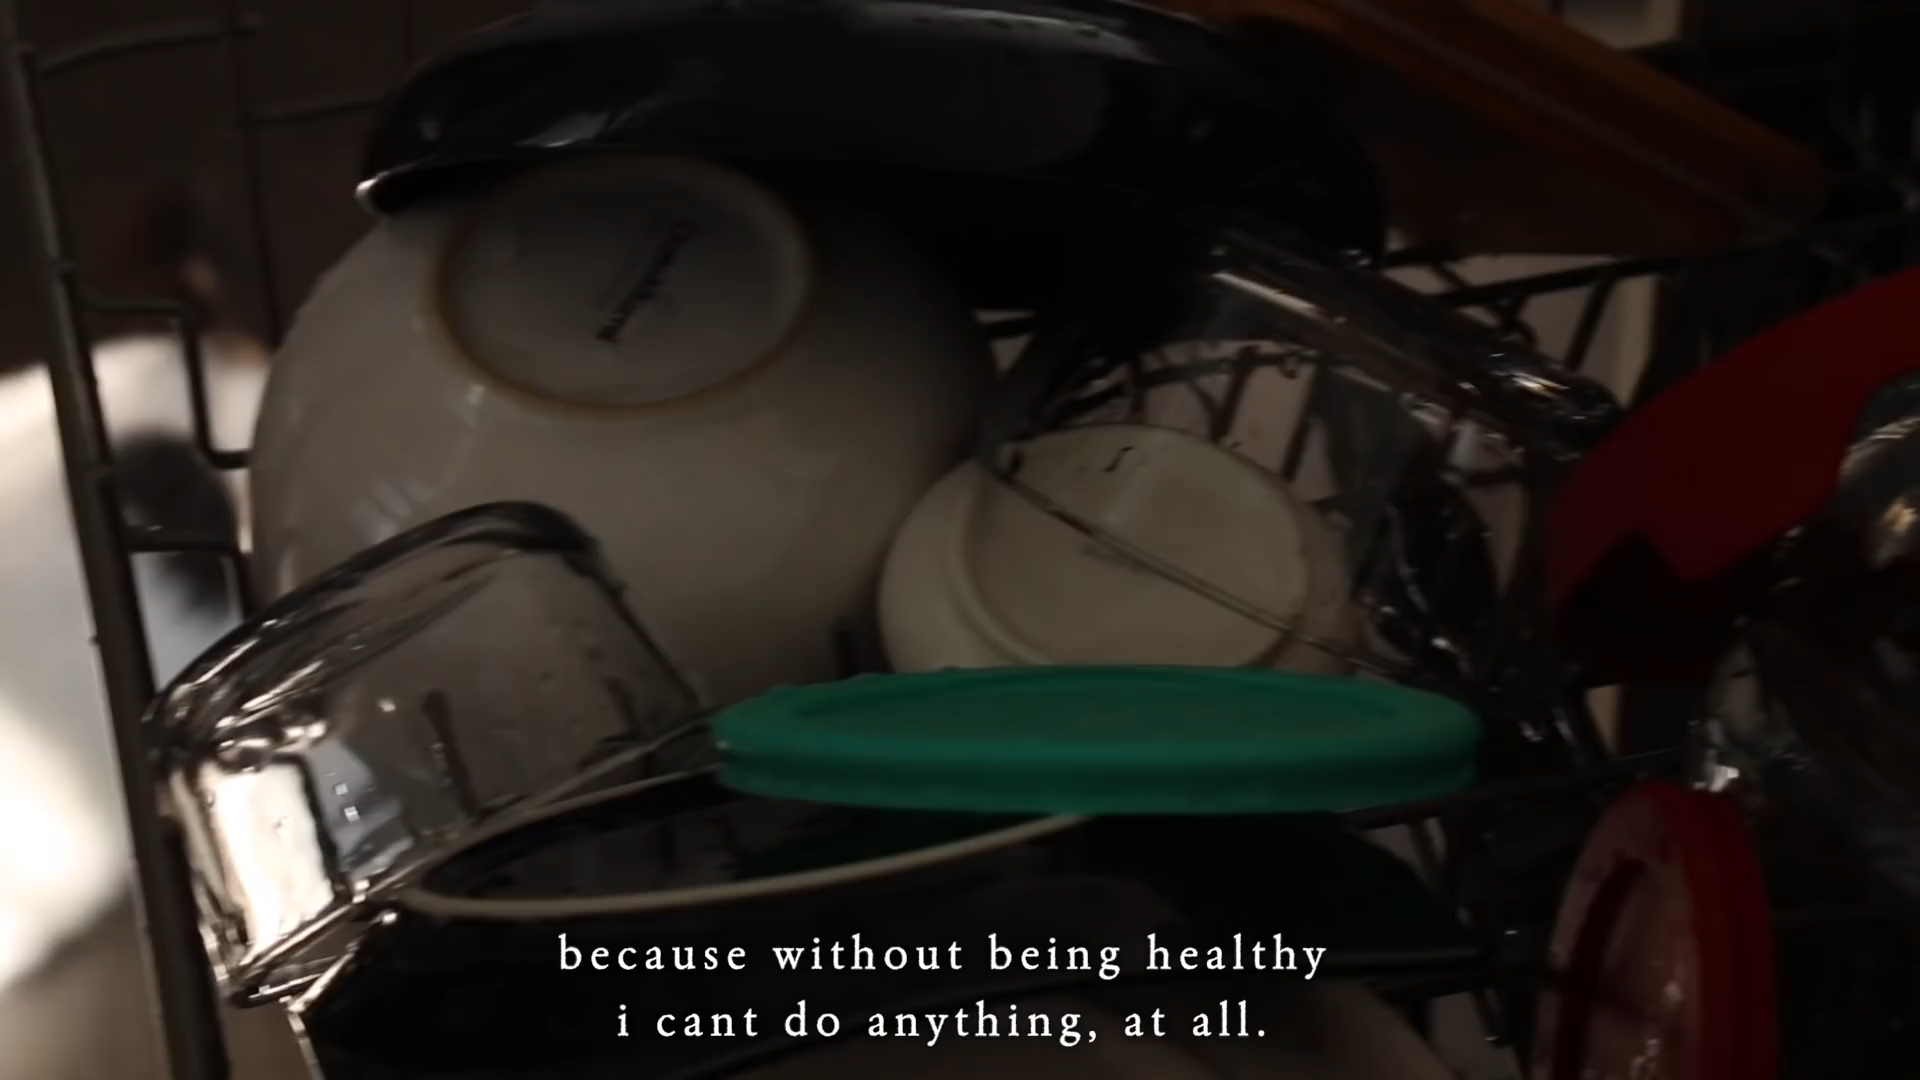 because without being healthy
i cant do anything, at all.